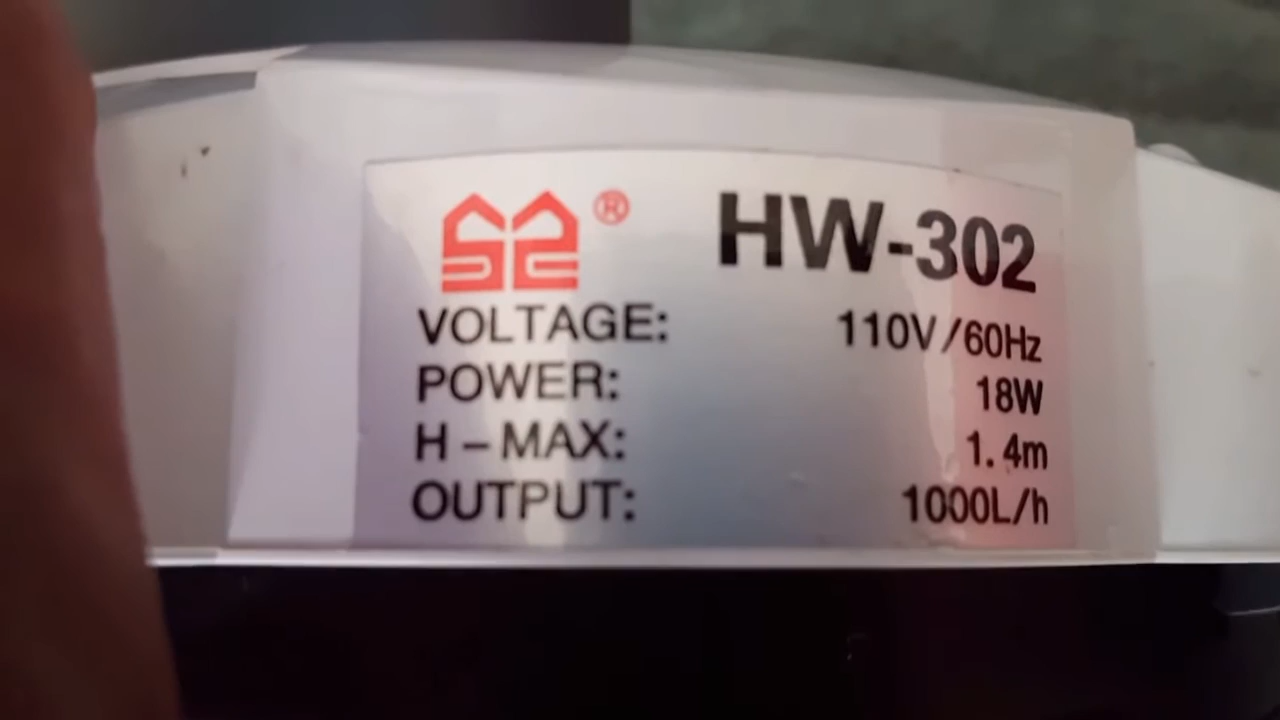 ® HW-302
VOLTAGE: 110V/60Hz
POWER: 18W
H-MAX: 1.4m
OUTPUT: 1000L/h